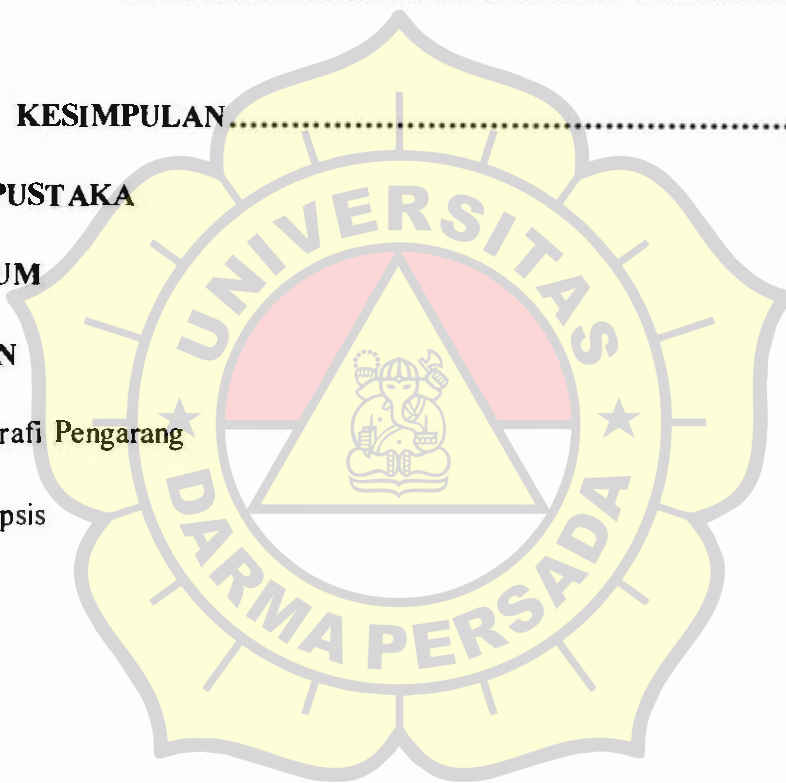 KESIMPULAN..........................................................................
PUSTAKA
UM
N
rafi Pengarang
psis
UNIVERSITAS
DARMA PERSADA